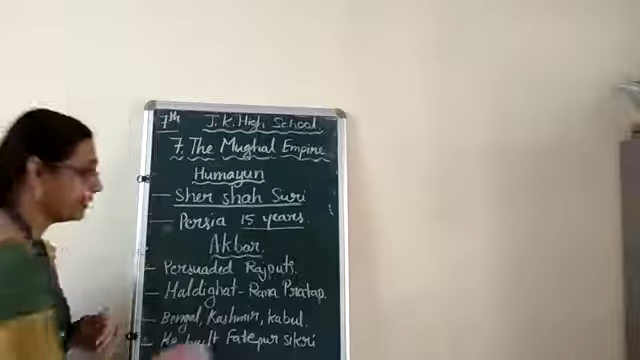 7th J.K. High School.
7. The Mughal Empire
Humayun
— Sher shah Suri
— Persia 15 years.
Akbar.
— Persuaded Rajputs.
— Haldighat - Rana Pratap.
— Bengal, Kashmir, Kabul.
— He built Fatepur sikri